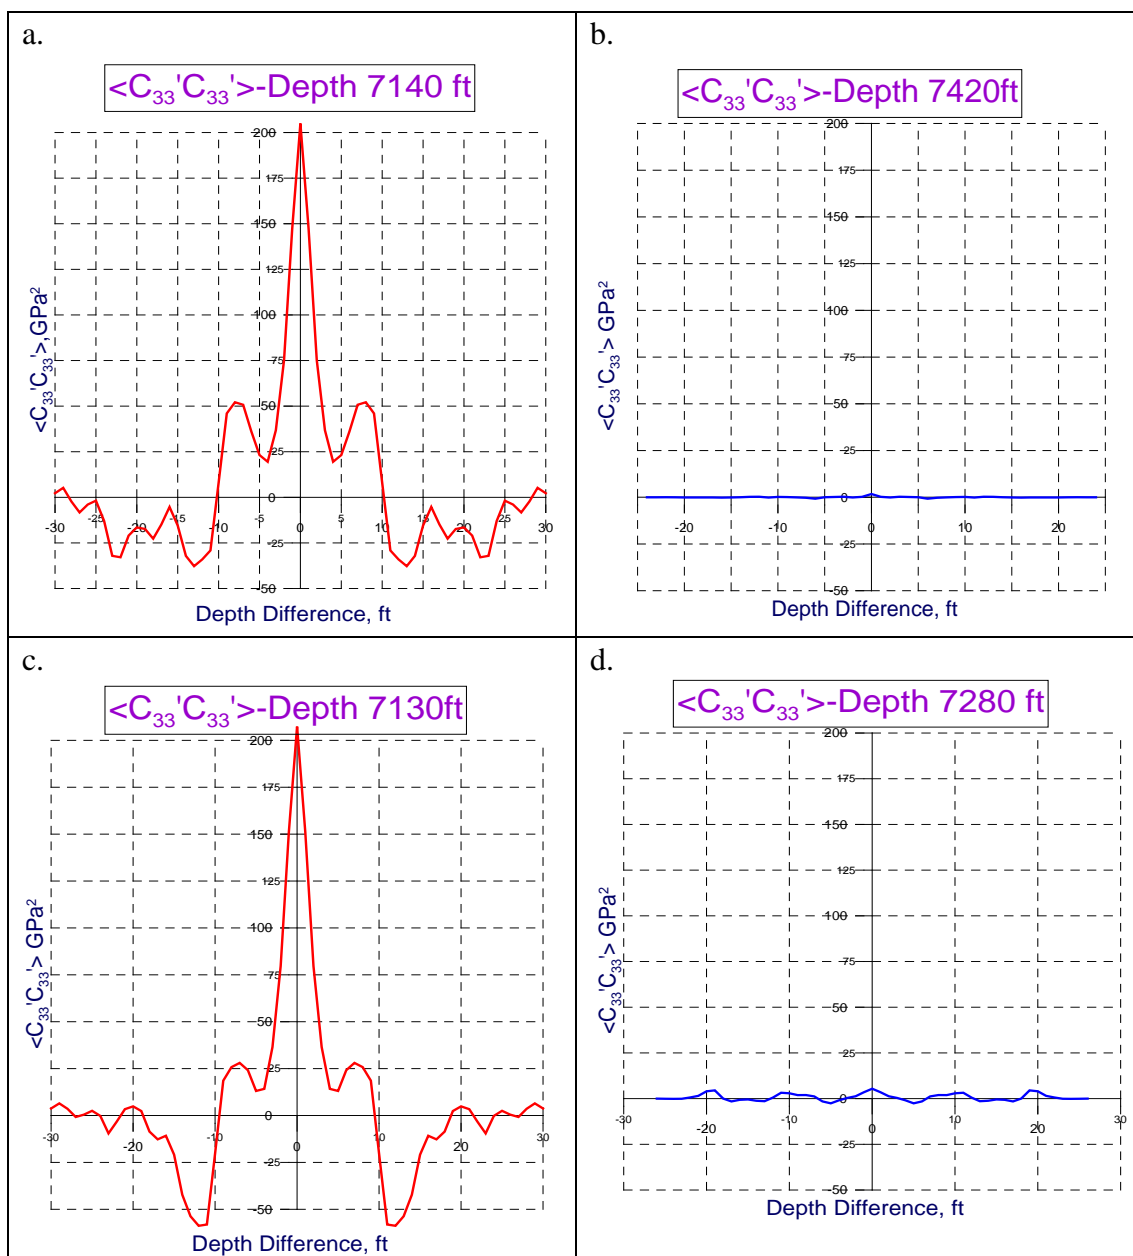 a.
<C33'C33'>-Depth 7140 ft
200
175
150
125
100
75
50
25
0
-25
-50
-30 -25 -20 -15 -10 -5 0 5 10 15 20 25 30
<C33'C33'>,GPa2
Depth Difference, ft
b.
<C33'C33'>-Depth 7420ft
200
175
150
125
100
75
50
25
0
-25
-50
-20 -10 0 10 20
<C33'C33'> GPa2
Depth Difference, ft
c.
<C33'C33'>-Depth 7130ft
200
175
150
125
100
75
50
25
0
-25
-50
-30 -20 -10 0 10 20 30
<C33'C33'> GPa2
Depth Difference, ft
d.
<C33'C33'>-Depth 7280 ft
200
175
150
125
100
75
50
25
0
-25
-50
-30 -20 -10 0 10 20 30
<C33'C33'> GPa2
Depth Difference, ft